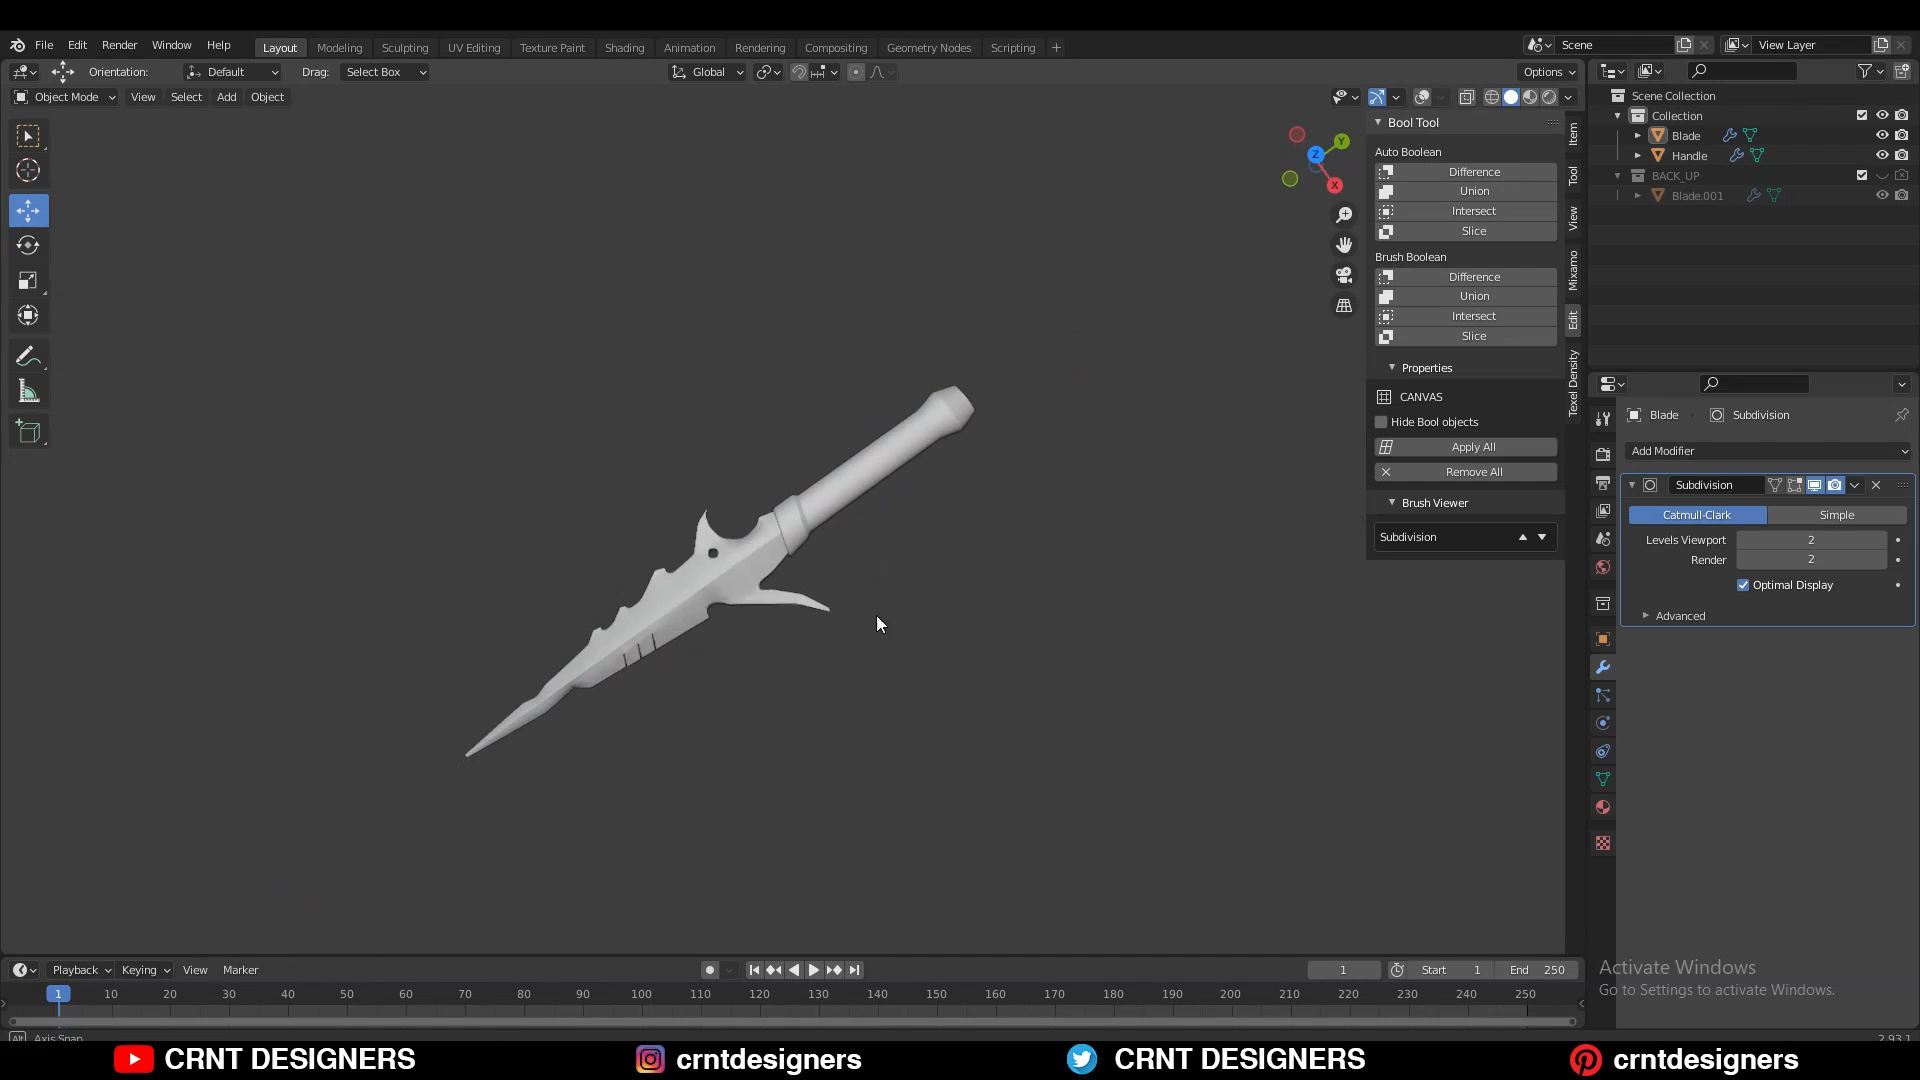 File Edit Render Window Help
Layout Modeling Sculpting UV Editing Texture Paint Shading Animation Rendering Compositing Geometry Nodes Scripting +
Scene
View Layer
Orientation: Default Drag: Select Box
Global
Options
Object Mode View Select Add Object
X
Y
Z
Bool Tool
Auto Boolean
Difference
Union
Intersect
Slice
Brush Boolean
Difference
Union
Intersect
Slice
Properties
CANVAS
Hide Bool objects
Apply All
Remove All
Brush Viewer
Subdivision
Item
Tool
View
Mixamo
Edit
Texel Density
Scene Collection
Collection
Blade
Handle
BACK_UP
Blade.001
Blade Subdivision
Add Modifier
Subdivision
Catmull-Clark Simple
Levels Viewport 2
Render 2
Optimal Display
Advanced
Playback Keying View Marker
1 Start 1 End 250
1 10 20 30 40 50 60 70 80 90 100 110 120 130 140 150 160 170 180 190 200 210 220 230 240 250
Activate Windows
Go to Settings to activate Windows.
Alt Axis Snap
2.93.1
CRNT DESIGNERS crntdesigners CRNT DESIGNERS crntdesigners